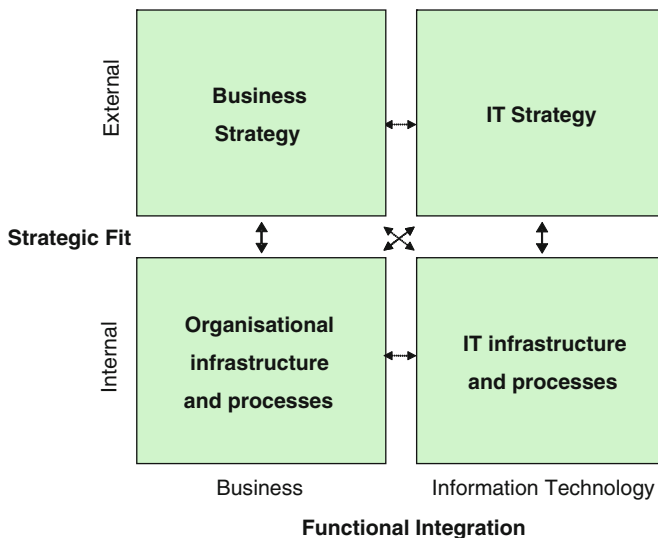 External
Business
Strategy
IT Strategy
Strategic Fit
Internal
Organisational
infrastructure
and processes
IT infrastructure
and processes
Business
Information Technology
Functional Integration